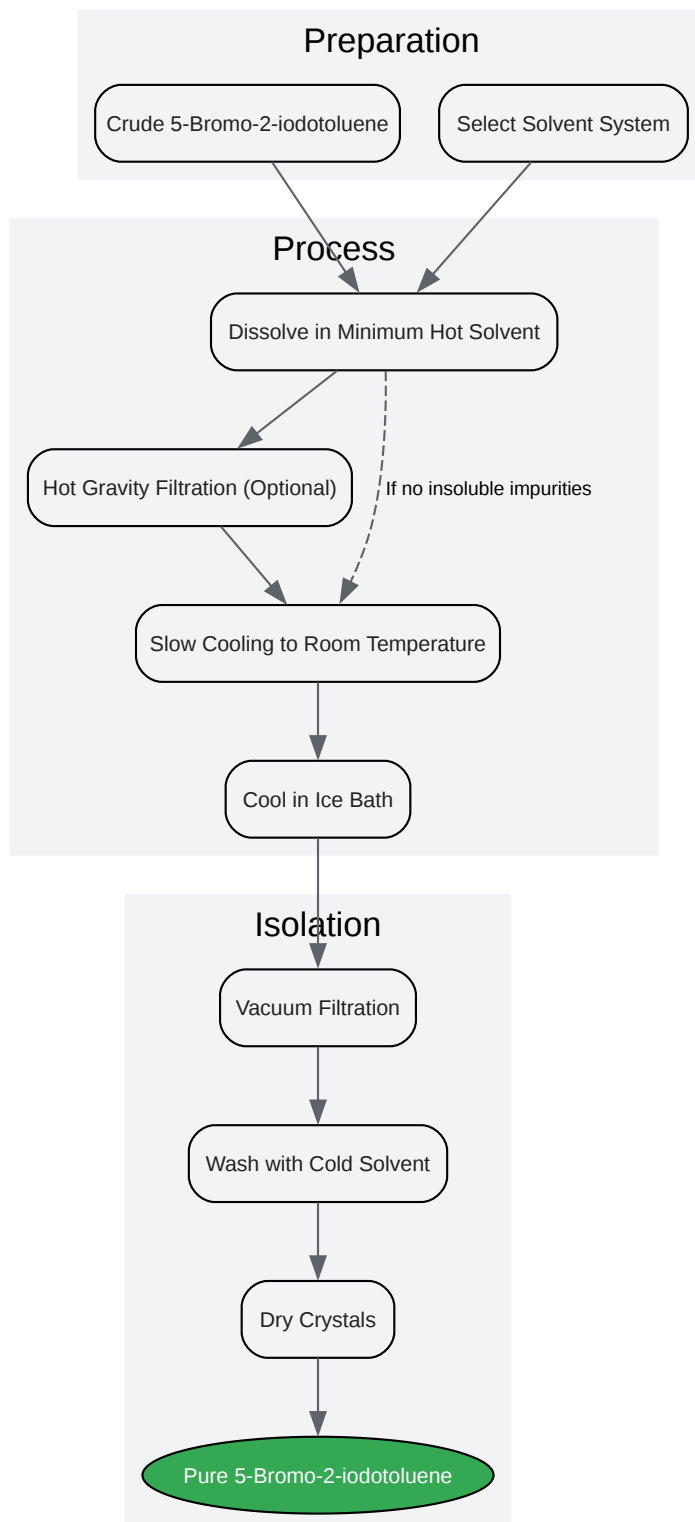 Preparation
Crude 5-Bromo-2-iodotoluene
Select Solvent System
Process
Dissolve in Minimum Hot Solvent
Hot Gravity Filtration (Optional)
If no insoluble impurities
Slow Cooling to Room Temperature
Cool in Ice Bath
Isolation
Vacuum Filtration
Wash with Cold Solvent
Dry Crystals
Pure 5-Bromo-2-iodotoluene